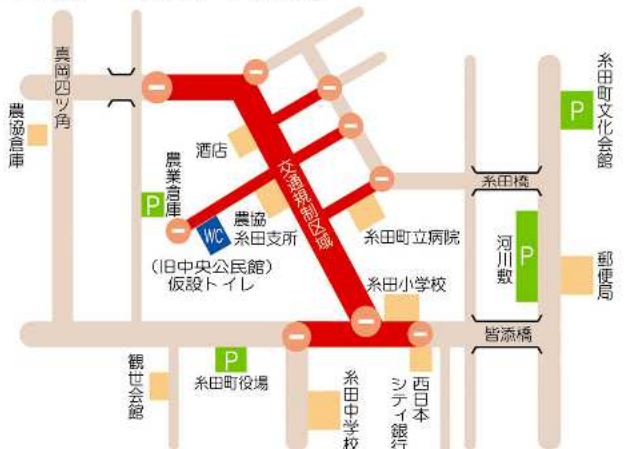 真岡四ツ角
農協倉庫
酒店
農業倉庫
P
WC
農協
糸田支所
(旧中央公民館)
仮設トイレ
交通規制区域
糸田町立病院
糸田小学校
糸田橋
河川敷
P
糸田町文化会館
P
郵便局
皆添橋
観世会館
P
糸田町役場
糸田中学校
西日本
シティ銀行